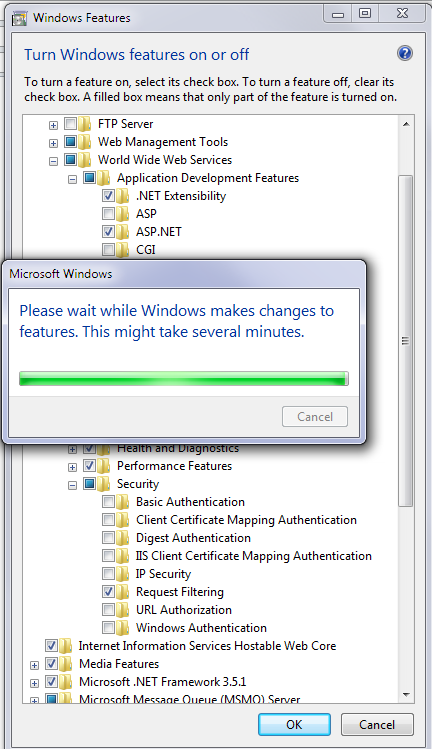 Windows Features
Turn Windows features on or off
To turn a feature on, select its check box. To turn a feature off, clear its
check box. A filled box means that only part of the feature is turned on.
FTP Server
Web Management Tools
World Wide Web Services
Application Development Features
.NET Extensibility
ASP
ASP.NET
CGI
Microsoft Windows
Please wait while Windows makes changes to
features. This might take several minutes.
Cancel
Health and Diagnostics
Performance Features
Security
Basic Authentication
Client Certificate Mapping Authentication
Digest Authentication
IIS Client Certificate Mapping Authentication
IP Security
Request Filtering
URL Authorization
Windows Authentication
Internet Information Services Hostable Web Core
Media Features
Microsoft .NET Framework 3.5.1
Microsoft Message Queue (MSMQ) Server
OK
Cancel